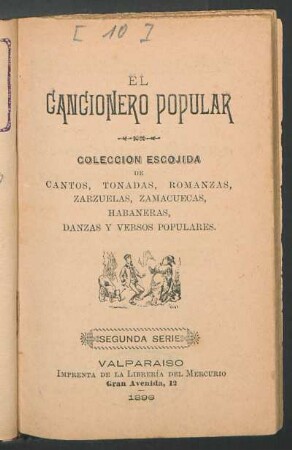 [ 10 ]
EL
CANCIONERO POPULAR
COLECCION ESCOJIDA
DE
CANTOS, TONADAS, ROMANZAS,
ZARZUELAS, ZAMACUECAS,
HABANERAS,
DANZAS Y VERSOS POPULARES.
SEGUNDA SERIE
VALPARAISO
IMPRENTA DE LA LIBRERÍA DEL MERCURIO
Gran Avenida, 12
1896